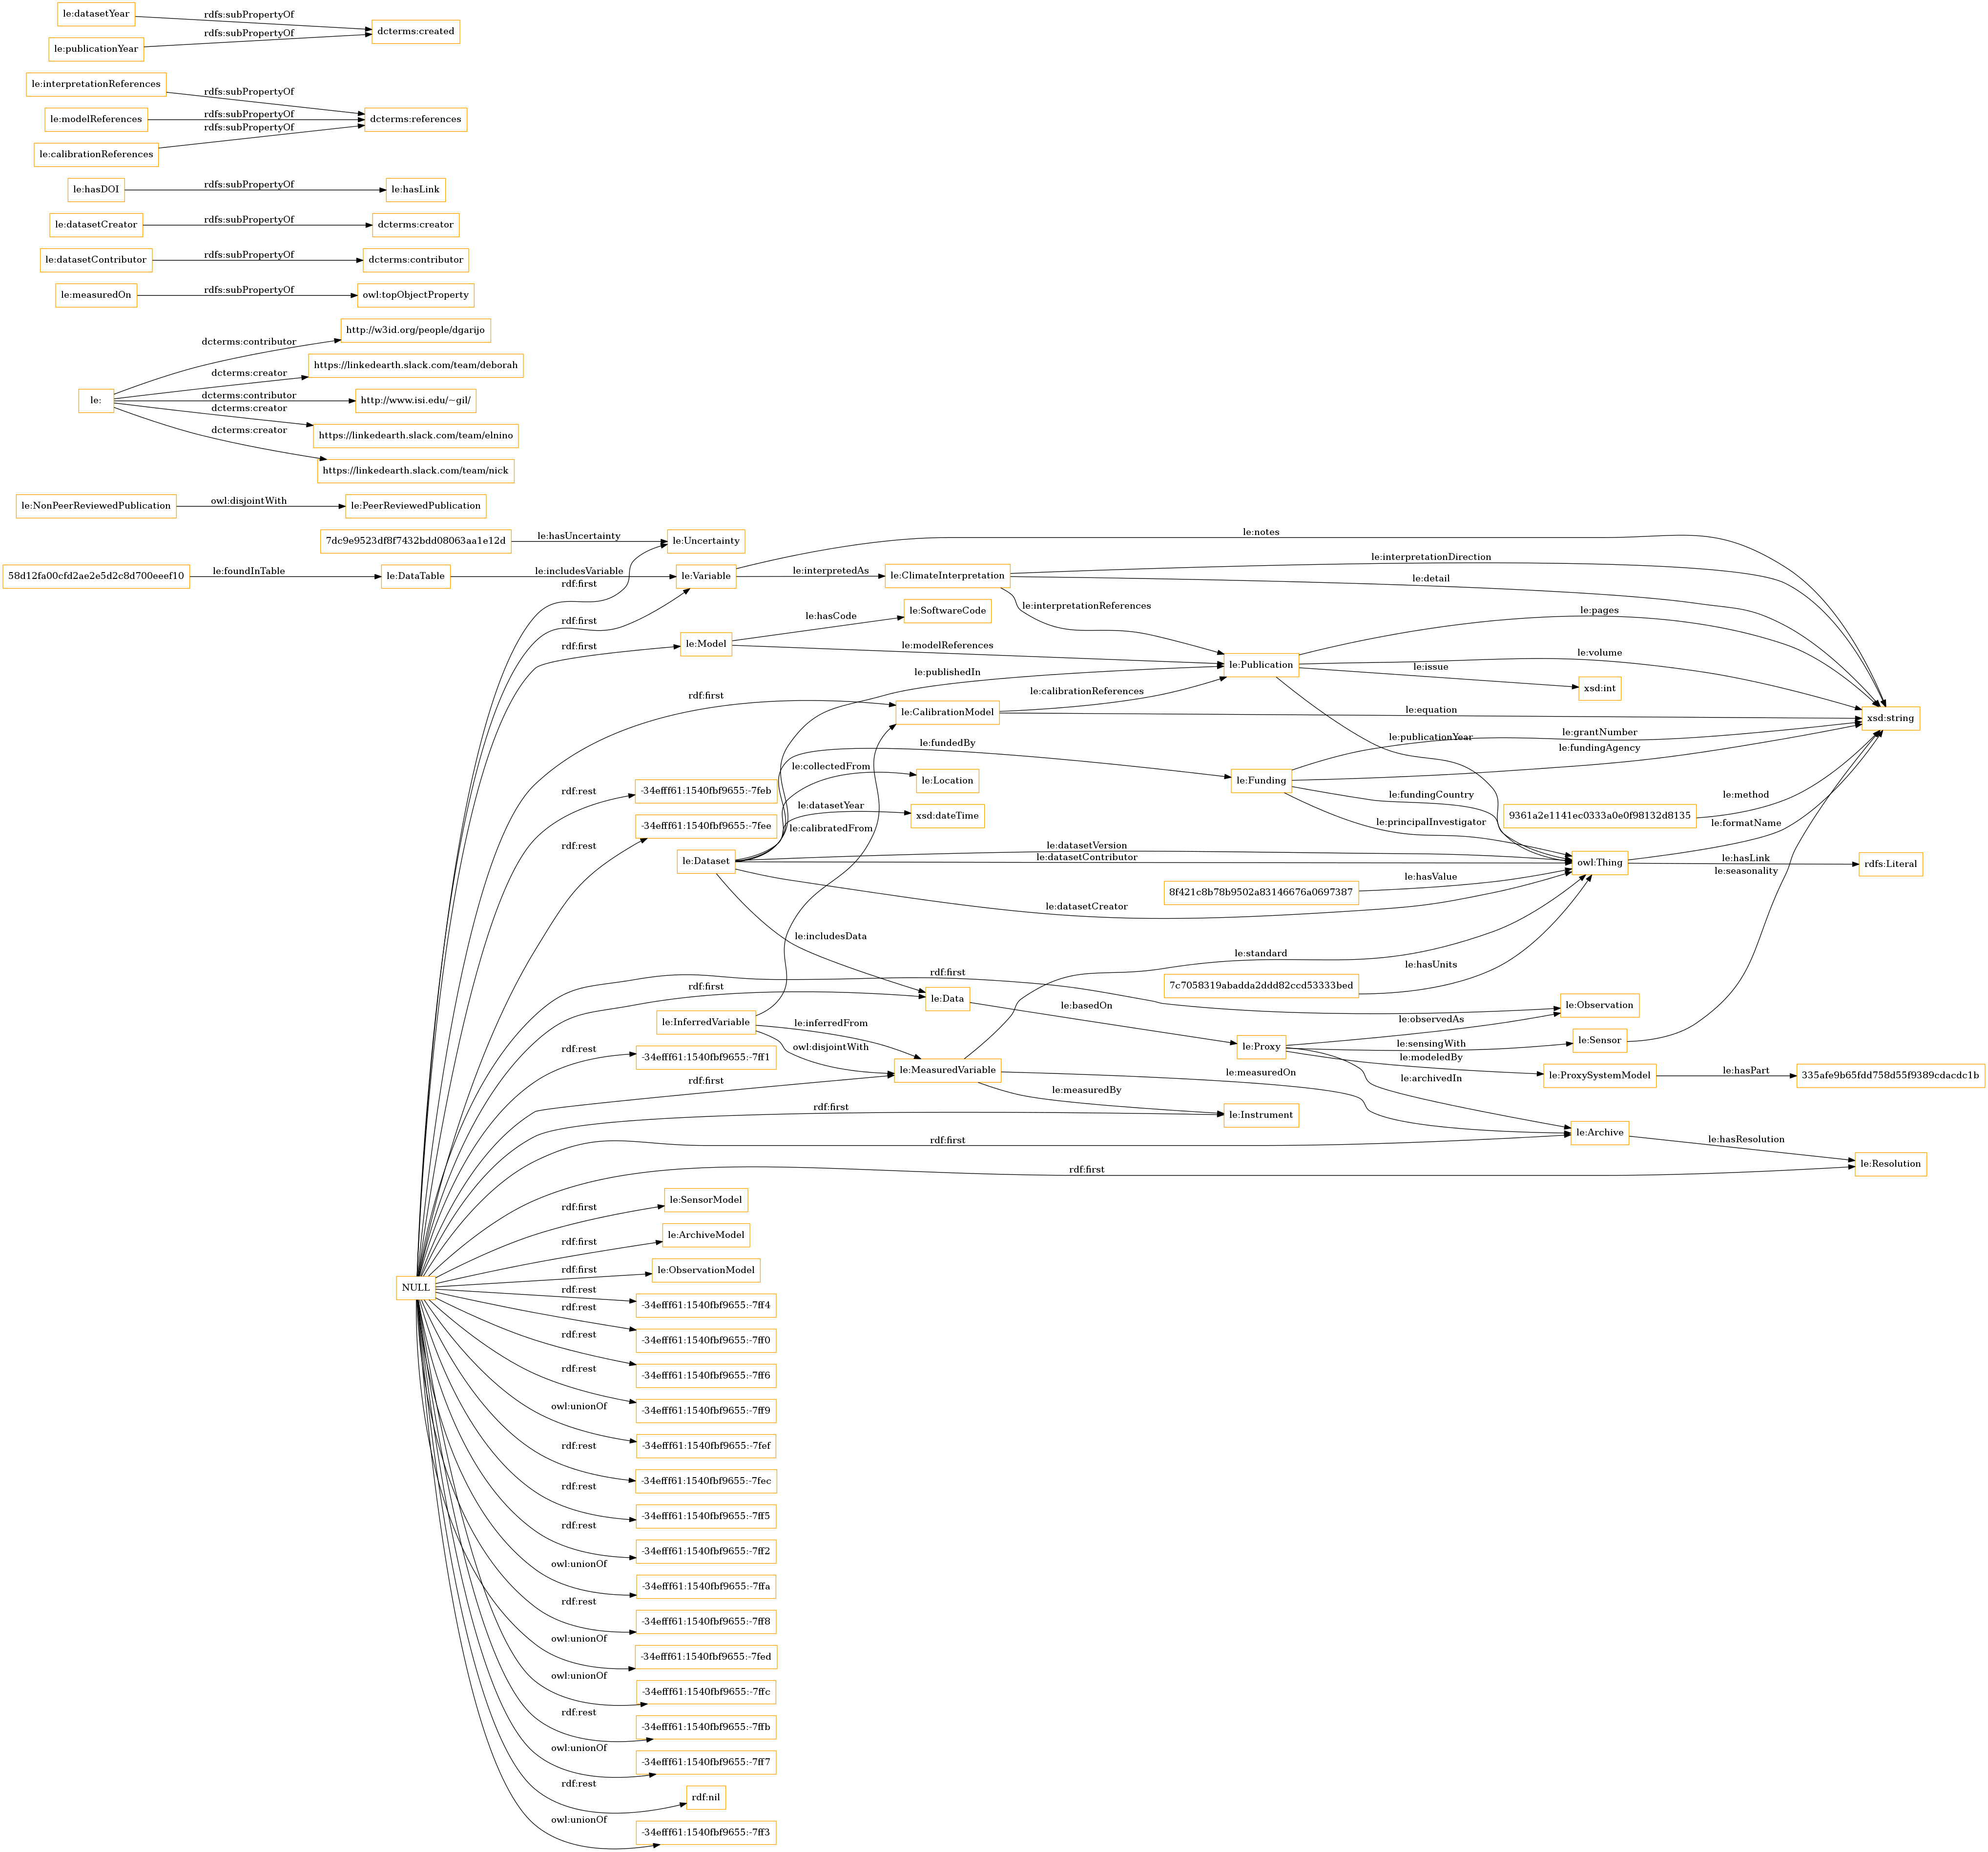 le:datasetYear
rdfs:subPropertyOf
dcterms:created
rdfs:subPropertyOf
le:publicationYear
le:interpretationReferences
rdfs:subPropertyOf
le:modelReferences
rdfs:subPropertyOf
dcterms:references
rdfs:subPropertyOf
le:calibrationReferences
le:hasDOI
rdfs:subPropertyOf
le:hasLink
le:datasetCreator
rdfs:subPropertyOf
dcterms:creator
le:datasetContributor
rdfs:subPropertyOf
dcterms:contributor
le:measuredOn
rdfs:subPropertyOf
owl:topObjectProperty
http://w3id.org/people/dgarijo
dcterms:contributor
https://linkedearth.slack.com/team/deborah
dcterms:creator
le:
dcterms:contributor
http://www.isi.edu/~gil/
dcterms:creator
https://linkedearth.slack.com/team/elnino
dcterms:creator
https://linkedearth.slack.com/team/nick
le:NonPeerReviewedPublication
owl:disjointWith
le:PeerReviewedPublication
7dc9e9523df8f7432bdd08063aa1e12d
le:hasUncertainty
le:Uncertainty
le:notes
58d12fa00cfd2ae2e5d2c8d700eeef10
le:foundInTable
le:DataTable
le:includesVariable
le:Variable
le:interpretedAs
le:ClimateInterpretation
le:interpretationDirection
le:detail
rdf:first
le:interpretationReferences
le:SoftwareCode
le:hasCode
le:pages
rdf:first
rdf:first
le:Model
le:modelReferences
le:volume
le:publishedIn
le:Publication
le:issue
xsd:int
rdf:first
le:calibrationReferences
le:CalibrationModel
le:equation
xsd:string
le:fundedBy
le:publicationYear
le:grantNumber
le:fundingAgency
le:collectedFrom
le:Location
le:Funding
rdf:rest
-34efff61:1540fbf9655:-7feb
le:fundingCountry
le:method
le:datasetYear
xsd:dateTime
9361a2e1141ec0333a0e0f98132d8135
-34efff61:1540fbf9655:-7fee
le:calibratedFrom
le:principalInvestigator
le:formatName
rdf:rest
le:datasetVersion
le:Dataset
le:datasetContributor
owl:Thing
le:hasLink
rdfs:Literal
le:seasonality
8f421c8b78b9502a83146676a0697387
le:hasValue
le:datasetCreator
le:includesData
le:standard
le:hasUnits
rdf:first
7c7058319abadda2ddd82ccd53333bed
rdf:first
le:Data
le:basedOn
le:Observation
le:InferredVariable
le:inferredFrom
le:observedAs
le:Sensor
le:Proxy
le:sensingWith
rdf:rest
-34efff61:1540fbf9655:-7ff1
owl:disjointWith
le:modeledBy
le:MeasuredVariable
le:measuredOn
le:archivedIn
le:ProxySystemModel
le:hasPart
335afe9b65fdd758d55f9389cdacdc1b
rdf:first
le:measuredBy
rdf:first
le:Instrument
rdf:first
le:Archive
le:hasResolution
rdf:first
le:Resolution
rdf:first
le:SensorModel
rdf:first
le:ArchiveModel
rdf:first
le:ObservationModel
NULL
rdf:rest
-34efff61:1540fbf9655:-7ff4
rdf:rest
-34efff61:1540fbf9655:-7ff0
rdf:rest
-34efff61:1540fbf9655:-7ff6
rdf:rest
-34efff61:1540fbf9655:-7ff9
owl:unionOf
-34efff61:1540fbf9655:-7fef
rdf:rest
-34efff61:1540fbf9655:-7fec
rdf:rest
-34efff61:1540fbf9655:-7ff5
rdf:rest
-34efff61:1540fbf9655:-7ff2
owl:unionOf
-34efff61:1540fbf9655:-7ffa
rdf:rest
-34efff61:1540fbf9655:-7ff8
owl:unionOf
-34efff61:1540fbf9655:-7fed
owl:unionOf
-34efff61:1540fbf9655:-7ffc
rdf:rest
-34efff61:1540fbf9655:-7ffb
owl:unionOf
-34efff61:1540fbf9655:-7ff7
rdf:rest
rdf:nil
owl:unionOf
-34efff61:1540fbf9655:-7ff3